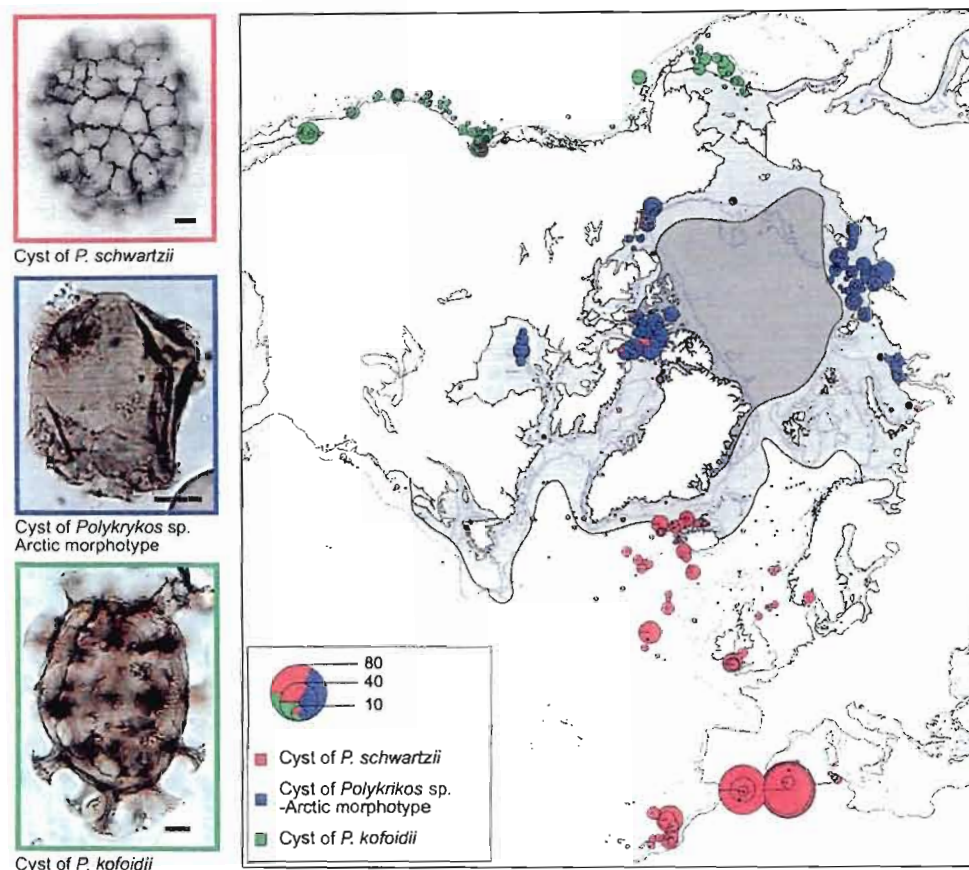 Cyst of P. schwartzii
Cyst of Polykrykos sp.
Arctic morphotype
Cyst of P. kofoidii
80
40
10
Cyst of P. schwartzii
Cyst of Polykrikos sp.
-Arctic morphotype
Cyst of P. kofoidii